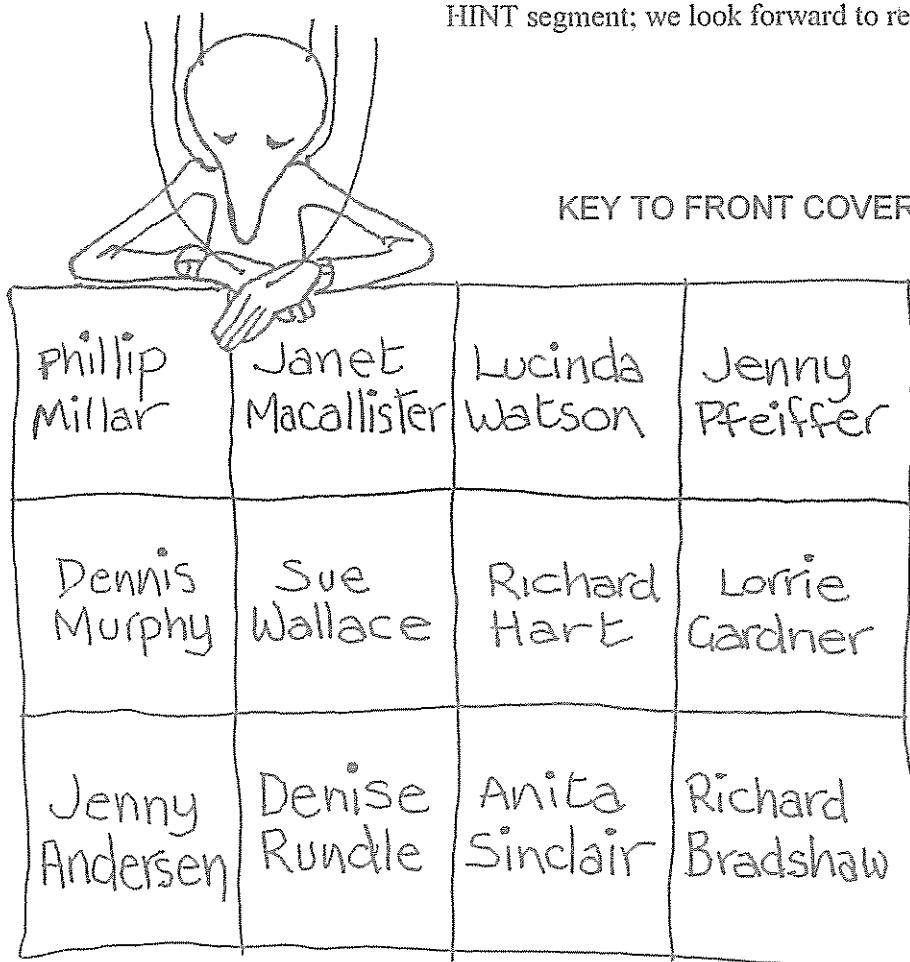 HINT segment; we look forward to re
KEY TO FRONT COVER
Phillip
Millar
Janet
Macallister
Lucinda
Watson
Jenny
Pfeiffer
Dennis
Murphy
Sue
Wallace
Richard
Hart
Lorrie
Gardner
Jenny
Andersen
Denise
Rundle
Anita
Sinclair
Richard
Bradshaw